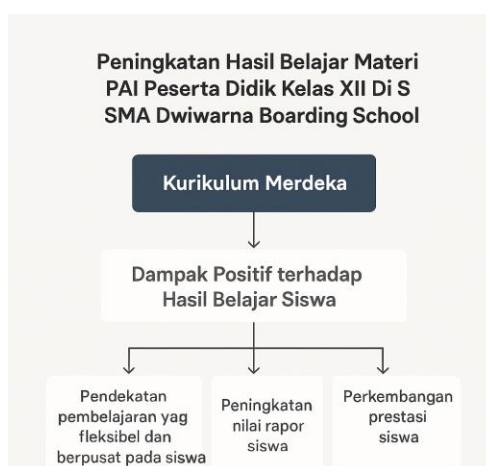 Peningkatan Hasil Belajar Materi
PAI Peserta Didik Kelas XII Di S
SMA Dwiwarna Boarding School
Kurikulum Merdeka
Dampak Positif terhadap
Hasil Belajar Siswa
Pendekatan
pembelajaran yag
fleksibel dan
berpusat pada siswa
Peningkatan
nilai rapor
siswa
Perkembangan
prestasi
siswa